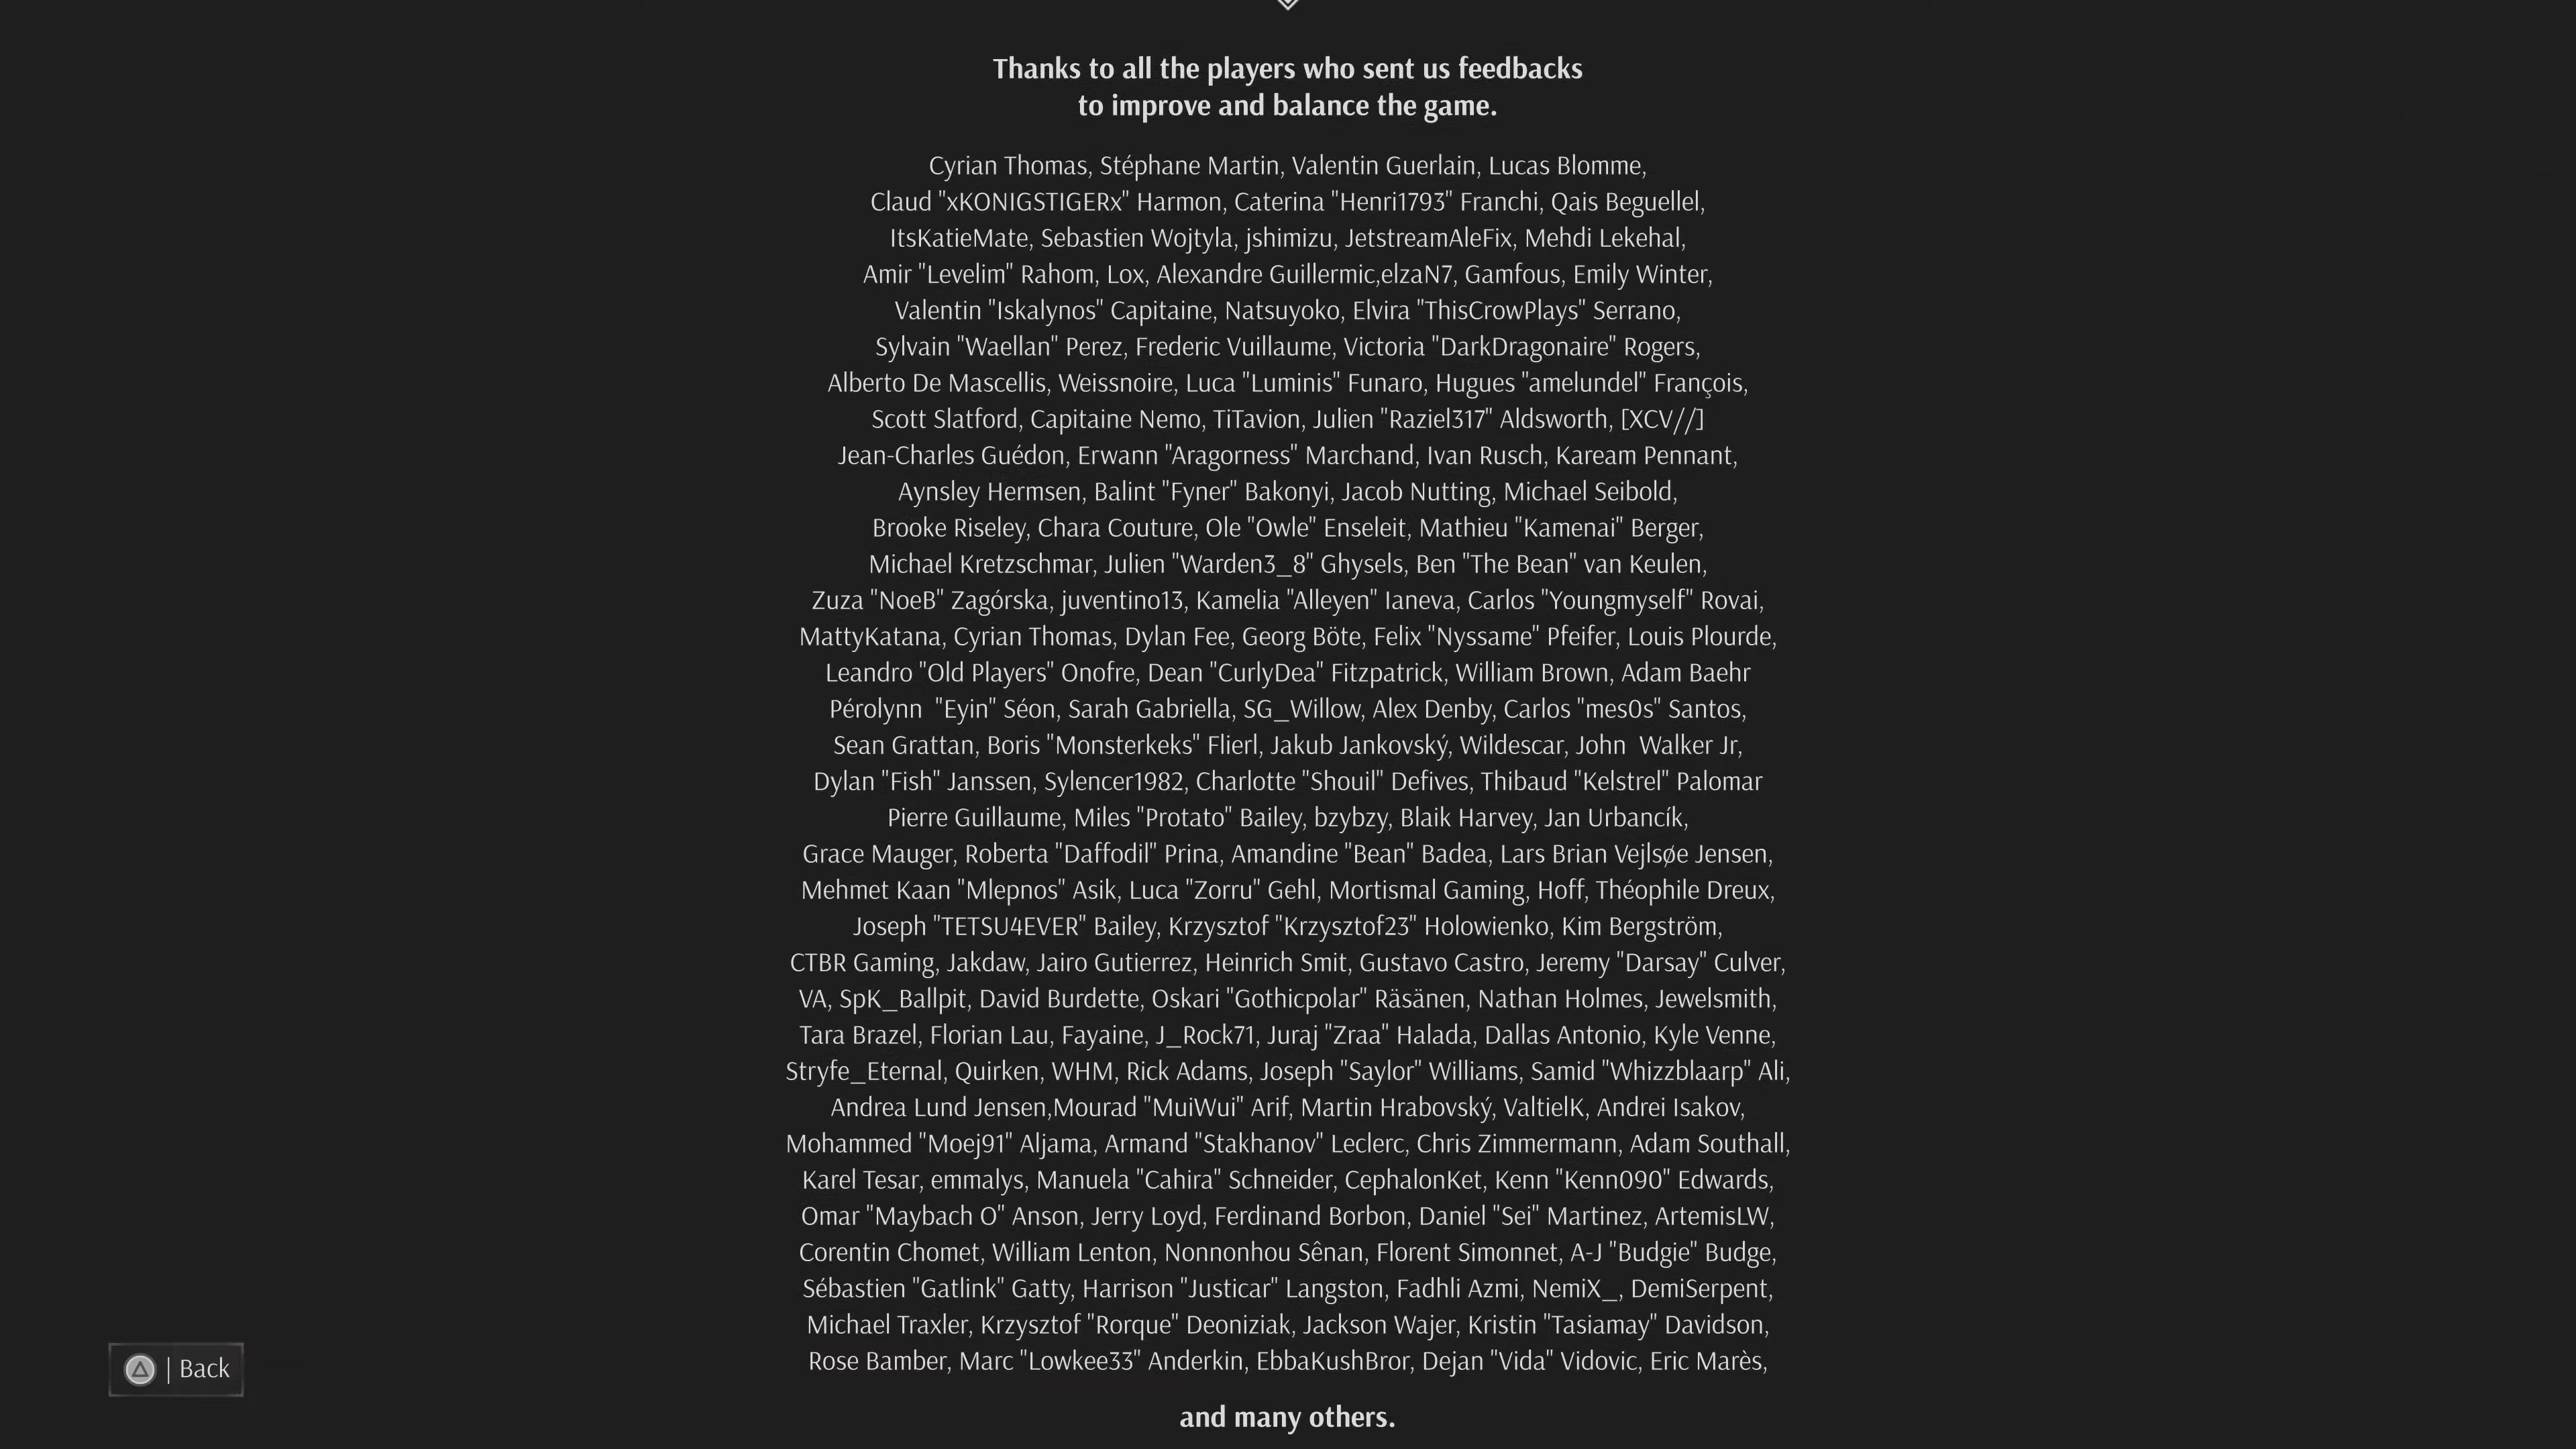 Thanks to all the players who sent us feedbacks
to improve and balance the game.
Cyrian Thomas, Stéphane Martin, Valentin Guerlain, Lucas Blomme,
Claud "xKONIGSTIGERx" Harmon, Caterina "Henri1793" Franchi, Qais Beguellel,
ItsKatieMate, Sebastien Wojtyla, jshimizu, JetstreamAleFix, Mehdi Lekehal,
Amir "Levelim" Rahom, Lox, Alexandre Guillermic,elzaN7, Gamfous, Emily Winter,
Valentin "Iskalynos" Capitaine, Natsuyoko, Elvira "ThisCrowPlays" Serrano,
Sylvain "Waellan" Perez, Frederic Vuillaume, Victoria "DarkDragonaire" Rogers,
Alberto De Mascellis, Weissnoire, Luca "Luminis" Funaro, Hugues "amelundel" François,
Scott Slatford, Capitaine Nemo, TiTavion, Julien "Raziel317" Aldsworth, [XCV//]
Jean-Charles Guédon, Erwann "Aragorness" Marchand, Ivan Rusch, Kaream Pennant,
Aynsley Hermsen, Balint "Fyner" Bakonyi, Jacob Nutting, Michael Seibold,
Brooke Riseley, Chara Couture, Ole "Owle" Enseleit, Mathieu "Kamenai" Berger,
Michael Kretzschmar, Julien "Warden3_8" Ghysels, Ben "The Bean" van Keulen,
Zuza "NoeB" Zagórska, juventino13, Kamelia "Alleyen" Ianeva, Carlos "Youngmyself" Rovai,
MattyKatana, Cyrian Thomas, Dylan Fee, Georg Böte, Felix "Nyssame" Pfeifer, Louis Plourde,
Leandro "Old Players" Onofre, Dean "CurlyDea" Fitzpatrick, William Brown, Adam Baehr
Pérolynn  "Eyin" Séon, Sarah Gabriella, SG_Willow, Alex Denby, Carlos "mes0s" Santos,
Sean Grattan, Boris "Monsterkeks" Flierl, Jakub Jankovský, Wildescar, John  Walker Jr,
Dylan "Fish" Janssen, Sylencer1982, Charlotte "Shouil" Defives, Thibaud "Kelstrel" Palomar
Pierre Guillaume, Miles "Protato" Bailey, bzybzy, Blaik Harvey, Jan Urbancík,
Grace Mauger, Roberta "Daffodil" Prina, Amandine "Bean" Badea, Lars Brian Vejlsøe Jensen,
Mehmet Kaan "Mlepnos" Asik, Luca "Zorru" Gehl, Mortismal Gaming, Hoff, Théophile Dreux,
Joseph "TETSU4EVER" Bailey, Krzysztof "Krzysztof23" Holowienko, Kim Bergström,
CTBR Gaming, Jakdaw, Jairo Gutierrez, Heinrich Smit, Gustavo Castro, Jeremy "Darsay" Culver,
VA, SpK_Ballpit, David Burdette, Oskari "Gothicpolar" Räsänen, Nathan Holmes, Jewelsmith,
Tara Brazel, Florian Lau, Fayaine, J_Rock71, Juraj "Zraa" Halada, Dallas Antonio, Kyle Venne,
Stryfe_Eternal, Quirken, WHM, Rick Adams, Joseph "Saylor" Williams, Samid "Whizzblaarp" Ali,
Andrea Lund Jensen,Mourad "MuiWui" Arif, Martin Hrabovský, ValtielK, Andrei Isakov,
Mohammed "Moej91" Aljama, Armand "Stakhanov" Leclerc, Chris Zimmermann, Adam Southall,
Karel Tesar, emmalys, Manuela "Cahira" Schneider, CephalonKet, Kenn "Kenn090" Edwards,
Omar "Maybach O" Anson, Jerry Loyd, Ferdinand Borbon, Daniel "Sei" Martinez, ArtemisLW,
Corentin Chomet, William Lenton, Nonnonhou Sênan, Florent Simonnet, A-J "Budgie" Budge,
Sébastien "Gatlink" Gatty, Harrison "Justicar" Langston, Fadhli Azmi, NemiX_, DemiSerpent,
Michael Traxler, Krzysztof "Rorque" Deoniziak, Jackson Wajer, Kristin "Tasiamay" Davidson,
Rose Bamber, Marc "Lowkee33" Anderkin, EbbaKushBror, Dejan "Vida" Vidovic, Eric Marès,
and many others.
| Back